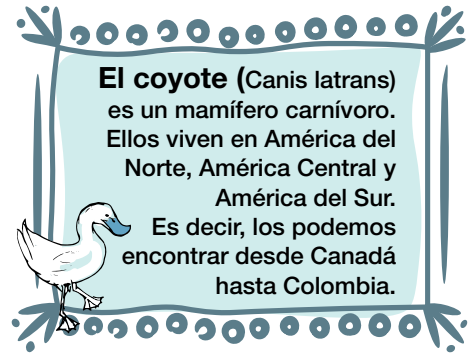 El coyote (Canis latrans)
es un mamífero carnívoro.
Ellos viven en América del
Norte, América Central y
América del Sur.
Es decir, los podemos
encontrar desde Canadá
hasta Colombia.